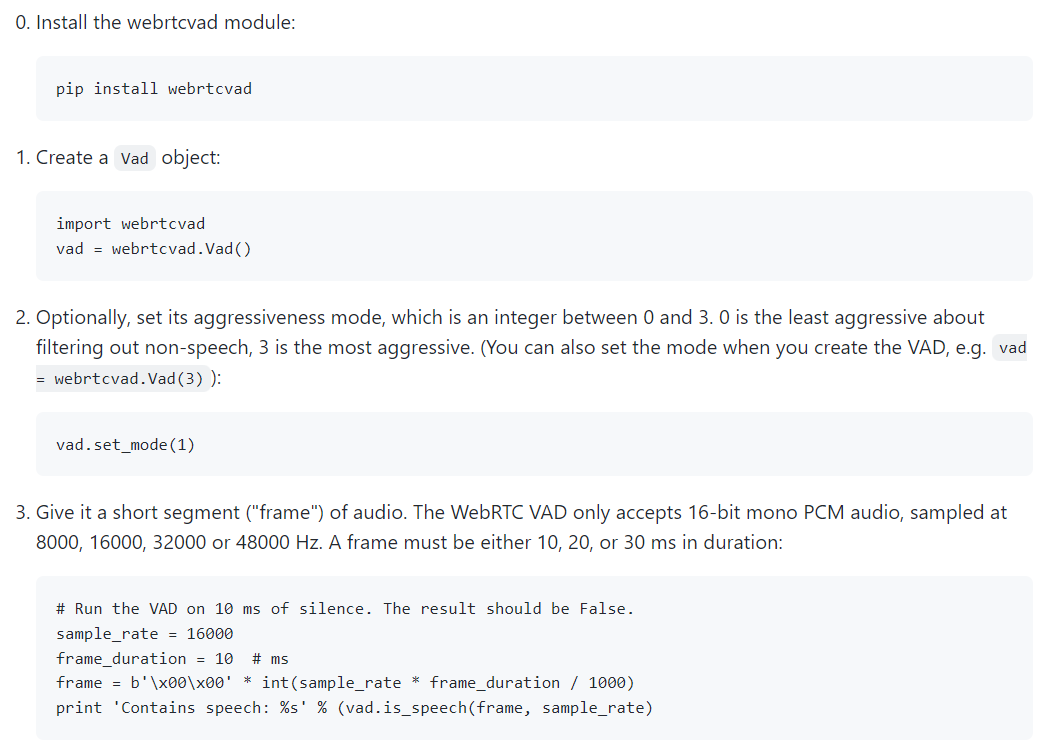 0. Install the webrtcvad module:
pip install webrtcvad
1. Create a Vad object:
import webrtcvad
vad = webrtcvad.Vad()
2. Optionally, set its aggressiveness mode, which is an integer between 0 and 3. 0 is the least aggressive about
filtering out non-speech, 3 is the most aggressive. (You can also set the mode when you create the VAD, e.g. vad
= webrtcvad.Vad(3) ):
vad.set_mode(1)
3. Give it a short segment ("frame") of audio. The WebRTC VAD only accepts 16-bit mono PCM audio, sampled at
8000, 16000, 32000 or 48000 Hz. A frame must be either 10, 20, or 30 ms in duration:
# Run the VAD on 10 ms of silence. The result should be False.
sample_rate = 16000
frame_duration = 10  # ms
frame = b'\x00\x00' * int(sample_rate * frame_duration / 1000)
print 'Contains speech: %s' % (vad.is_speech(frame, sample_rate)